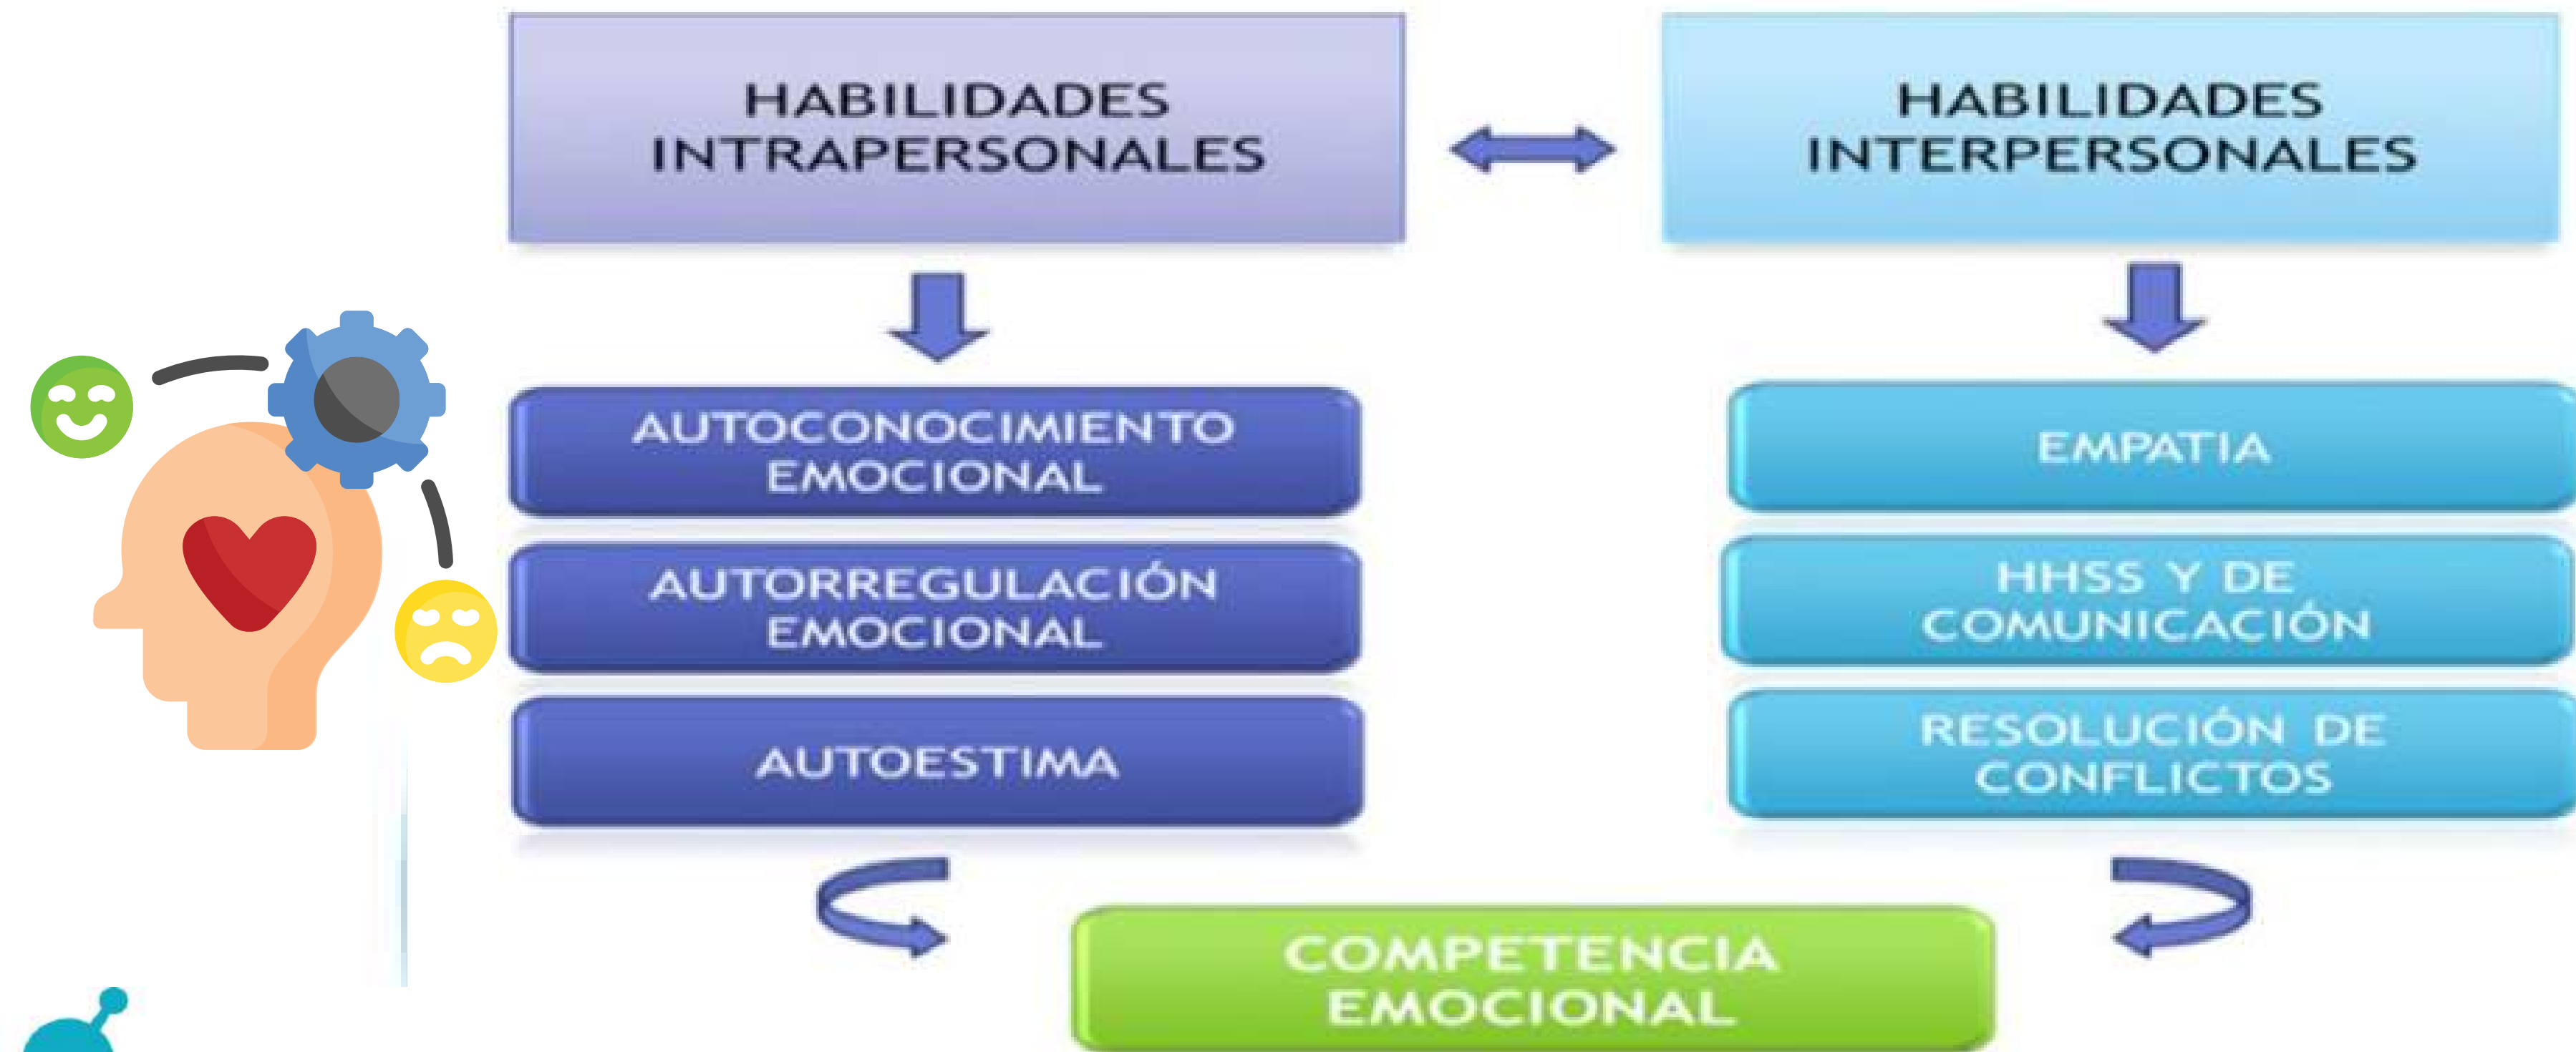 HABILIDADES
INTRAPERSONALES
HABILIDADES
INTERPERSONALES
AUTOCONOCIMIENTO
EMOCIONAL
AUTORREGULACIÓN
EMOCIONAL
AUTOESTIMA
EMPATIA
HHSS Y DE
COMUNICACIÓN
RESOLUCIÓN DE
CONFLICTOS
COMPETENCIA
EMOCIONAL